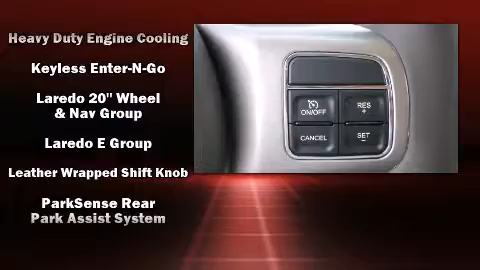 Heavy Duty Engine Cooling
Keyless Enter-N-Go
Laredo 20" Wheel
& Nav Group
Laredo E Group
Leather Wrapped Shift Knob
ParkSense Rear
Park Assist System
ON/OFF
RES
+
CANCEL
SET
−